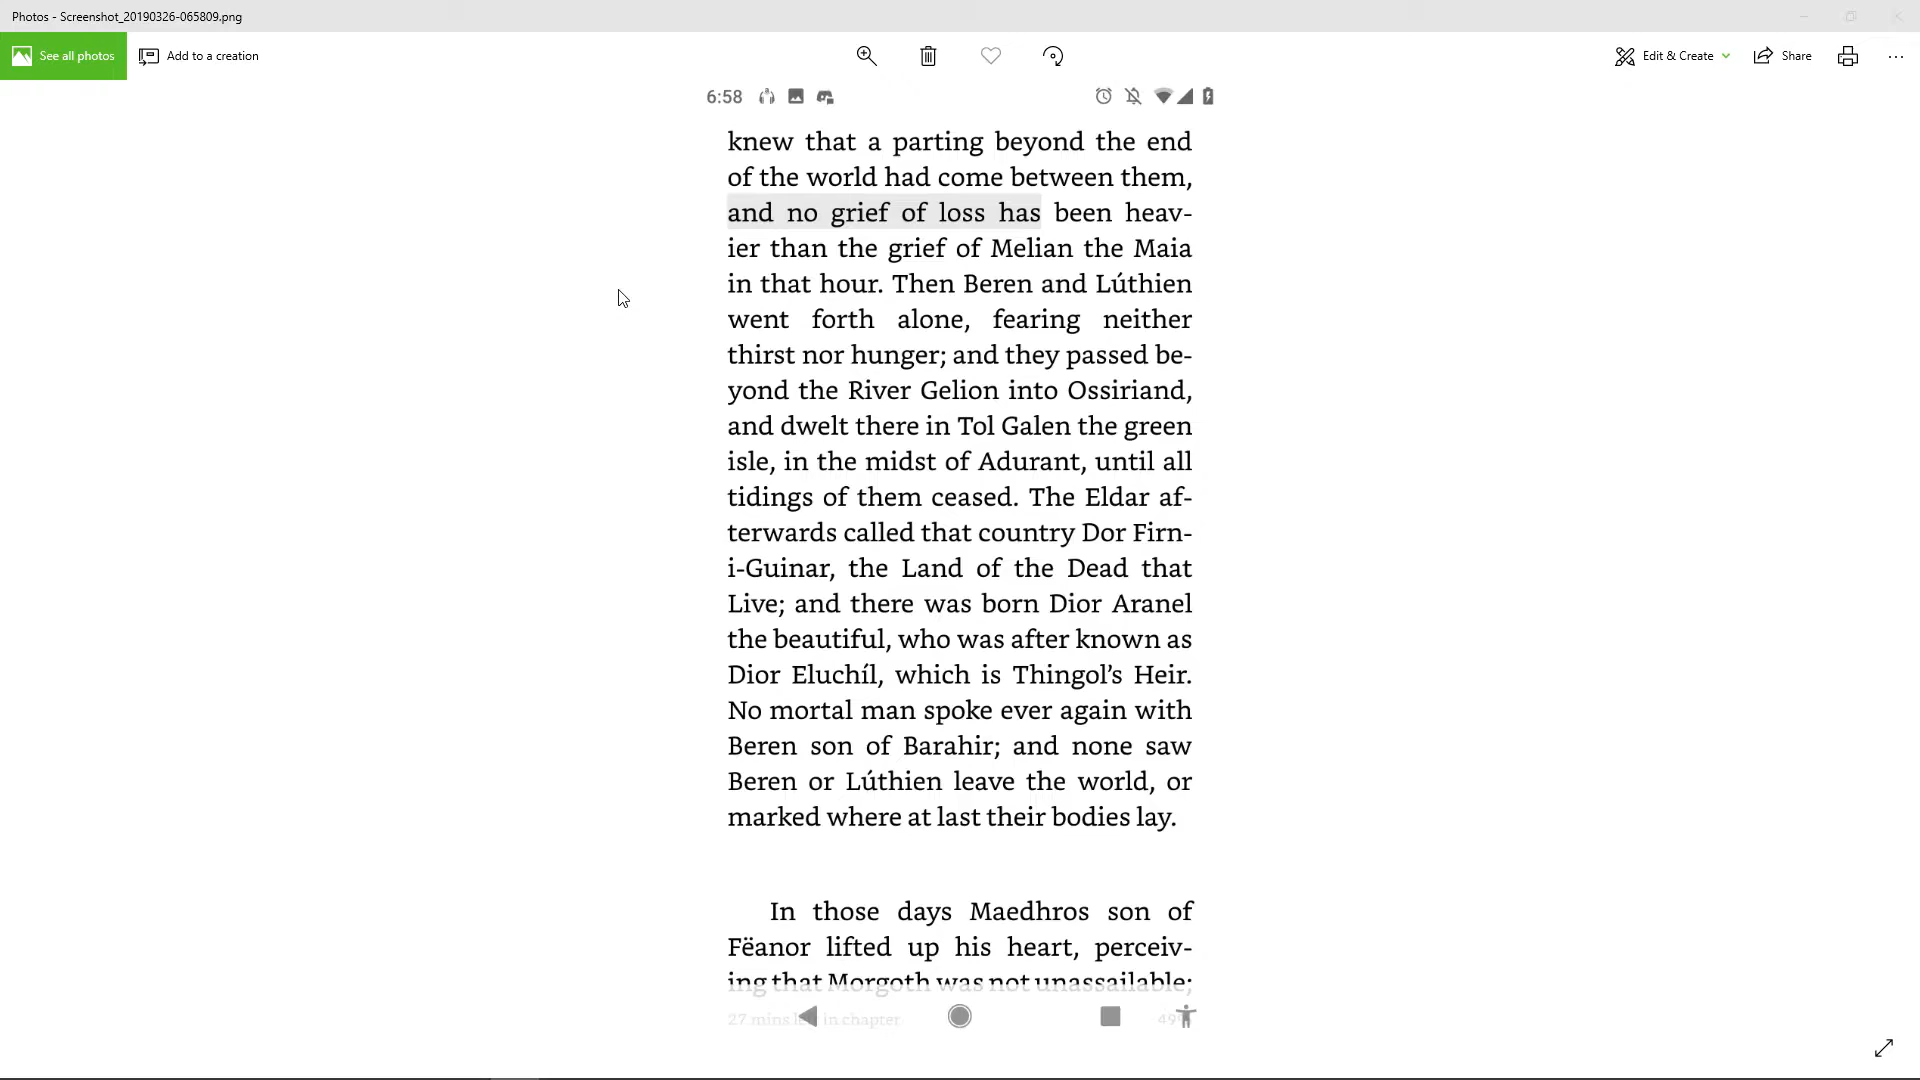 Photos - Screenshot_20190326-065809.png
See all photos
Add to a creation
Edit & Create
Share
6:58
knew that a parting beyond the end
of the world had come between them,
and no grief of loss has been heav-
ier than the grief of Melian the Maia
in that hour. Then Beren and Lúthien
went forth alone, fearing neither
thirst nor hunger; and they passed be-
yond the River Gelion into Ossiriand,
and dwelt there in Tol Galen the green
isle, in the midst of Adurant, until all
tidings of them ceased. The Eldar af-
terwards called that country Dor Firn-
i-Guinar, the Land of the Dead that
Live; and there was born Dior Aranel
the beautiful, who was after known as
Dior Eluchíl, which is Thingol’s Heir.
No mortal man spoke ever again with
Beren son of Barahir; and none saw
Beren or Lúthien leave the world, or
marked where at last their bodies lay.
In those days Maedhros son of
Fëanor lifted up his heart, perceiv-
ing that Morgoth was not unassailable;
27 mins in chapter